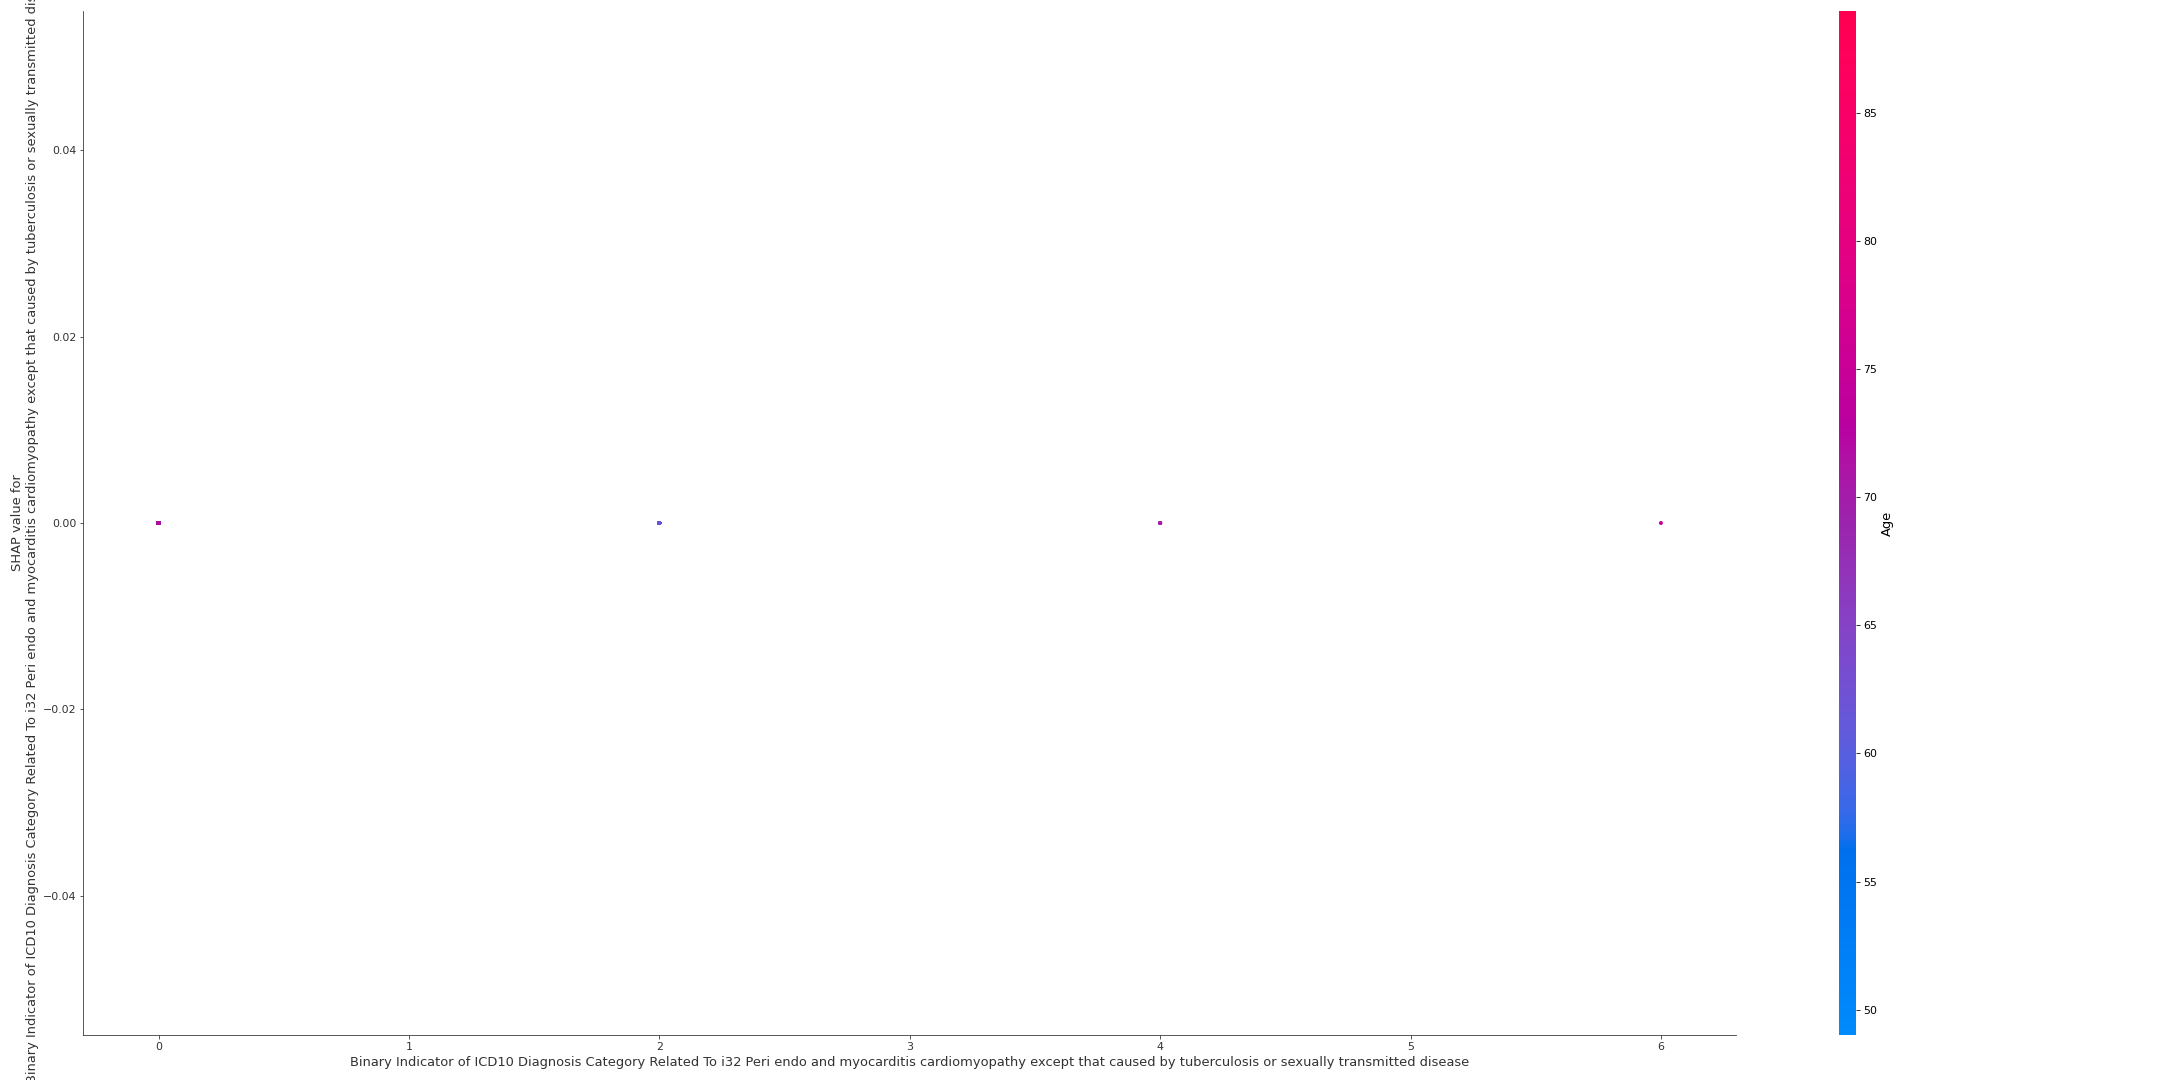 SHAP value for
Binary Indicator of ICD10 Diagnosis Category Related To i32 Peri endo and myocarditis cardiomyopathy except that caused by tuberculosis or sexually transmitted
0.04
0.02
0.00
−0.02
−0.04
0 1 2 3 4 5 6
Binary Indicator of ICD10 Diagnosis Category Related To i32 Peri endo and myocarditis cardiomyopathy except that caused by tuberculosis or sexually transmitted disease
85
80
75
70
65
60
55
50
Age